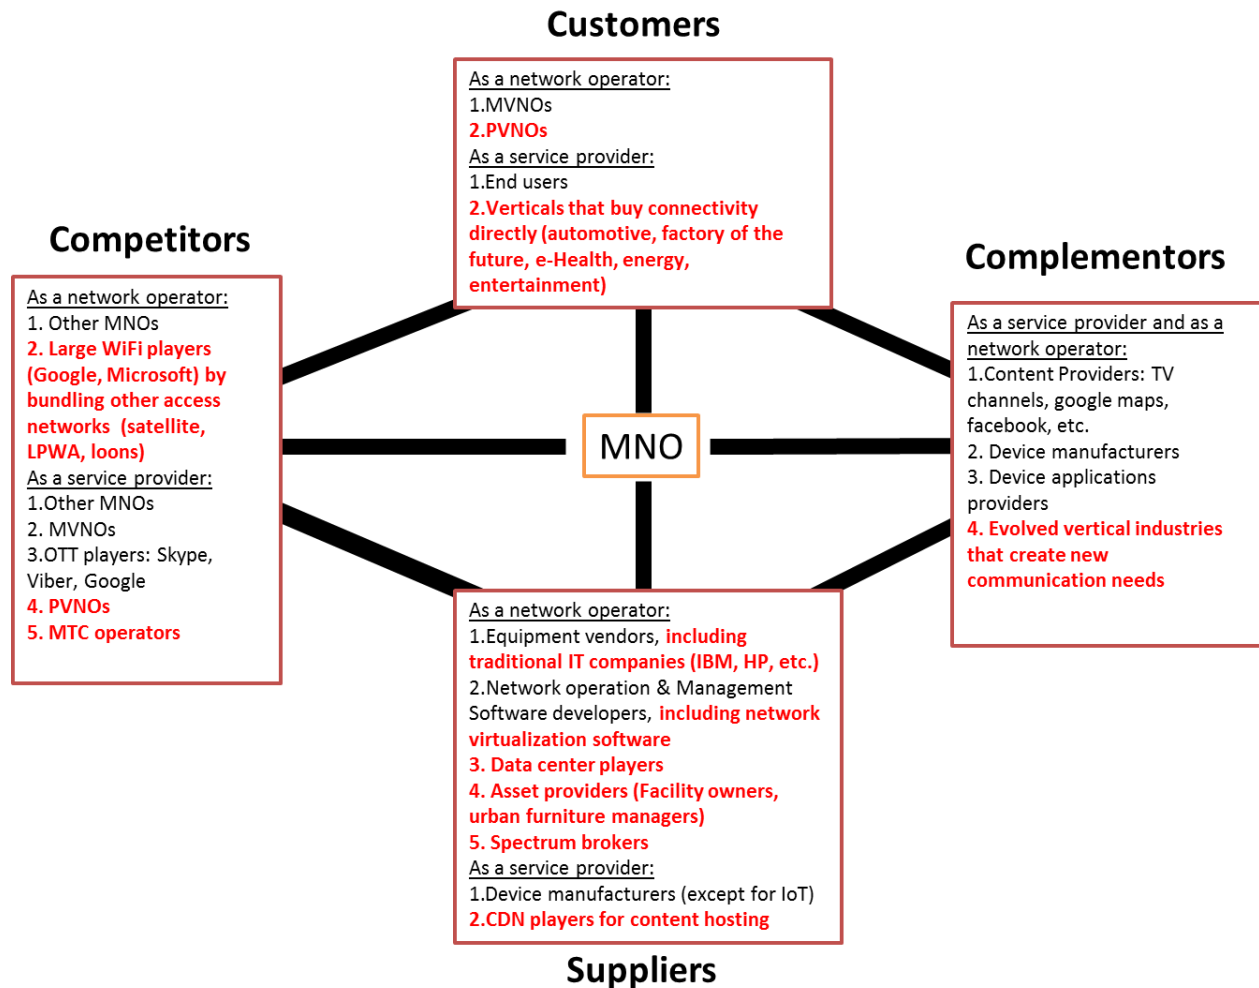 Customers
As a network operator:
1.MVNOs
2.PVNOs
As a service provider:
1.End users
2.Verticals that buy connectivity
directly (automotive, factory of the
future, e-Health, energy,
entertainment)
Competitors
As a network operator:
1. Other MNOs
2. Large WiFi players
(Google, Microsoft) by
bundling other access
networks (satellite,
LPWA, loons)
As a service provider:
1.Other MNOs
2. MVNOs
3.OTT players: Skype,
Viber, Google
4. PVNOs
5. MTC operators
MNO
Complementors
As a service provider and as a
network operator:
1.Content Providers: TV
channels, google maps,
facebook, etc.
2. Device manufacturers
3. Device applications
providers
4. Evolved vertical industries
that create new
communication needs
As a network operator:
1.Equipment vendors, including
traditional IT companies (IBM, HP, etc.)
2.Network operation & Management
Software developers, including network
virtualization software
3. Data center players
4. Asset providers (Facility owners,
urban furniture managers)
5. Spectrum brokers
As a service provider:
1.Device manufacturers (except for IoT)
2.CDN players for content hosting
Suppliers